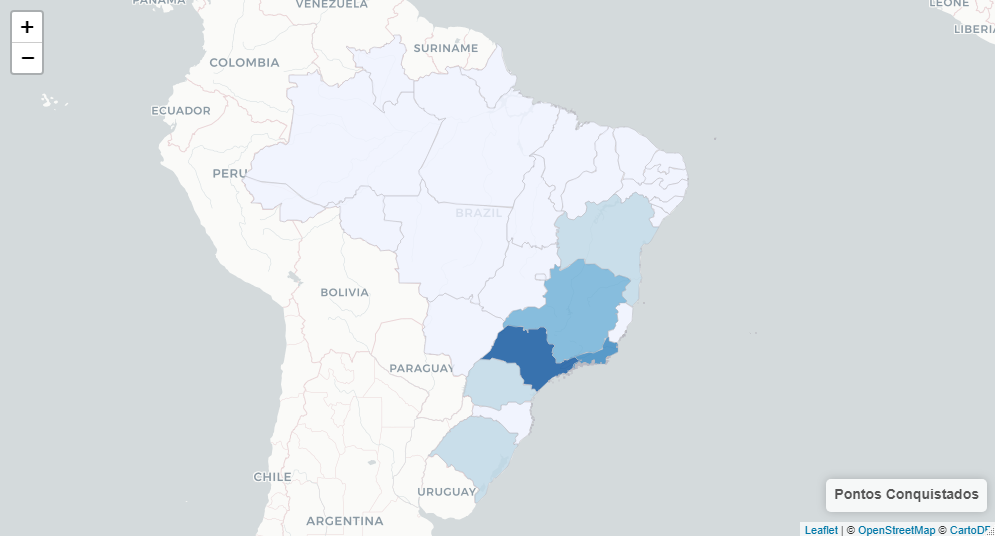 PANAMA
VENEZUELA
LEONE
LIBERIA
SURINAME
COLOMBIA
ECUADOR
PERU
BRAZIL
BOLIVIA
PARAGUAY
CHILE
URUGUAY
ARGENTINA
+
−
Pontos Conquistados
Leaflet | © OpenStreetMap © CartoDB